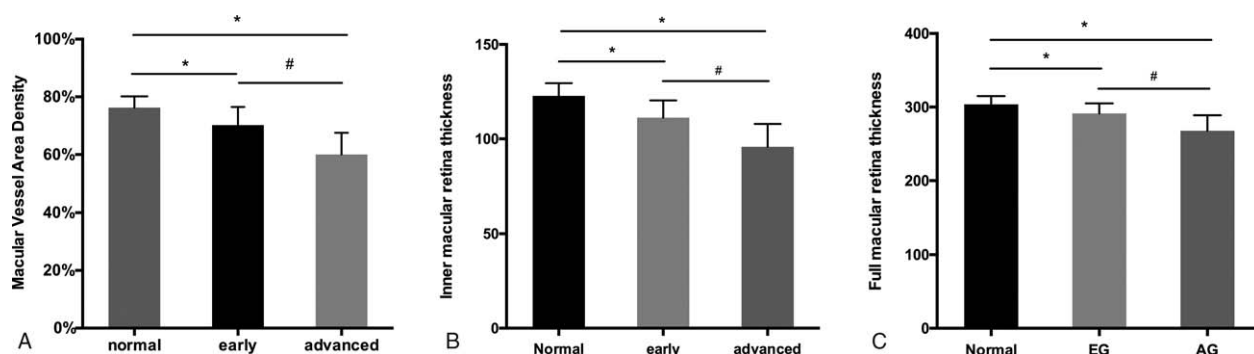 Macular Vessel Area Density
100%
80%
60%
40%
20%
0%
*
*
#
normal early advanced
A
Inner macular retina thickness
150
100
50
0
*
*
#
Normal early advanced
B
Full macular retina thickness
400
300
200
100
0
*
*
#
Normal EG AG
C